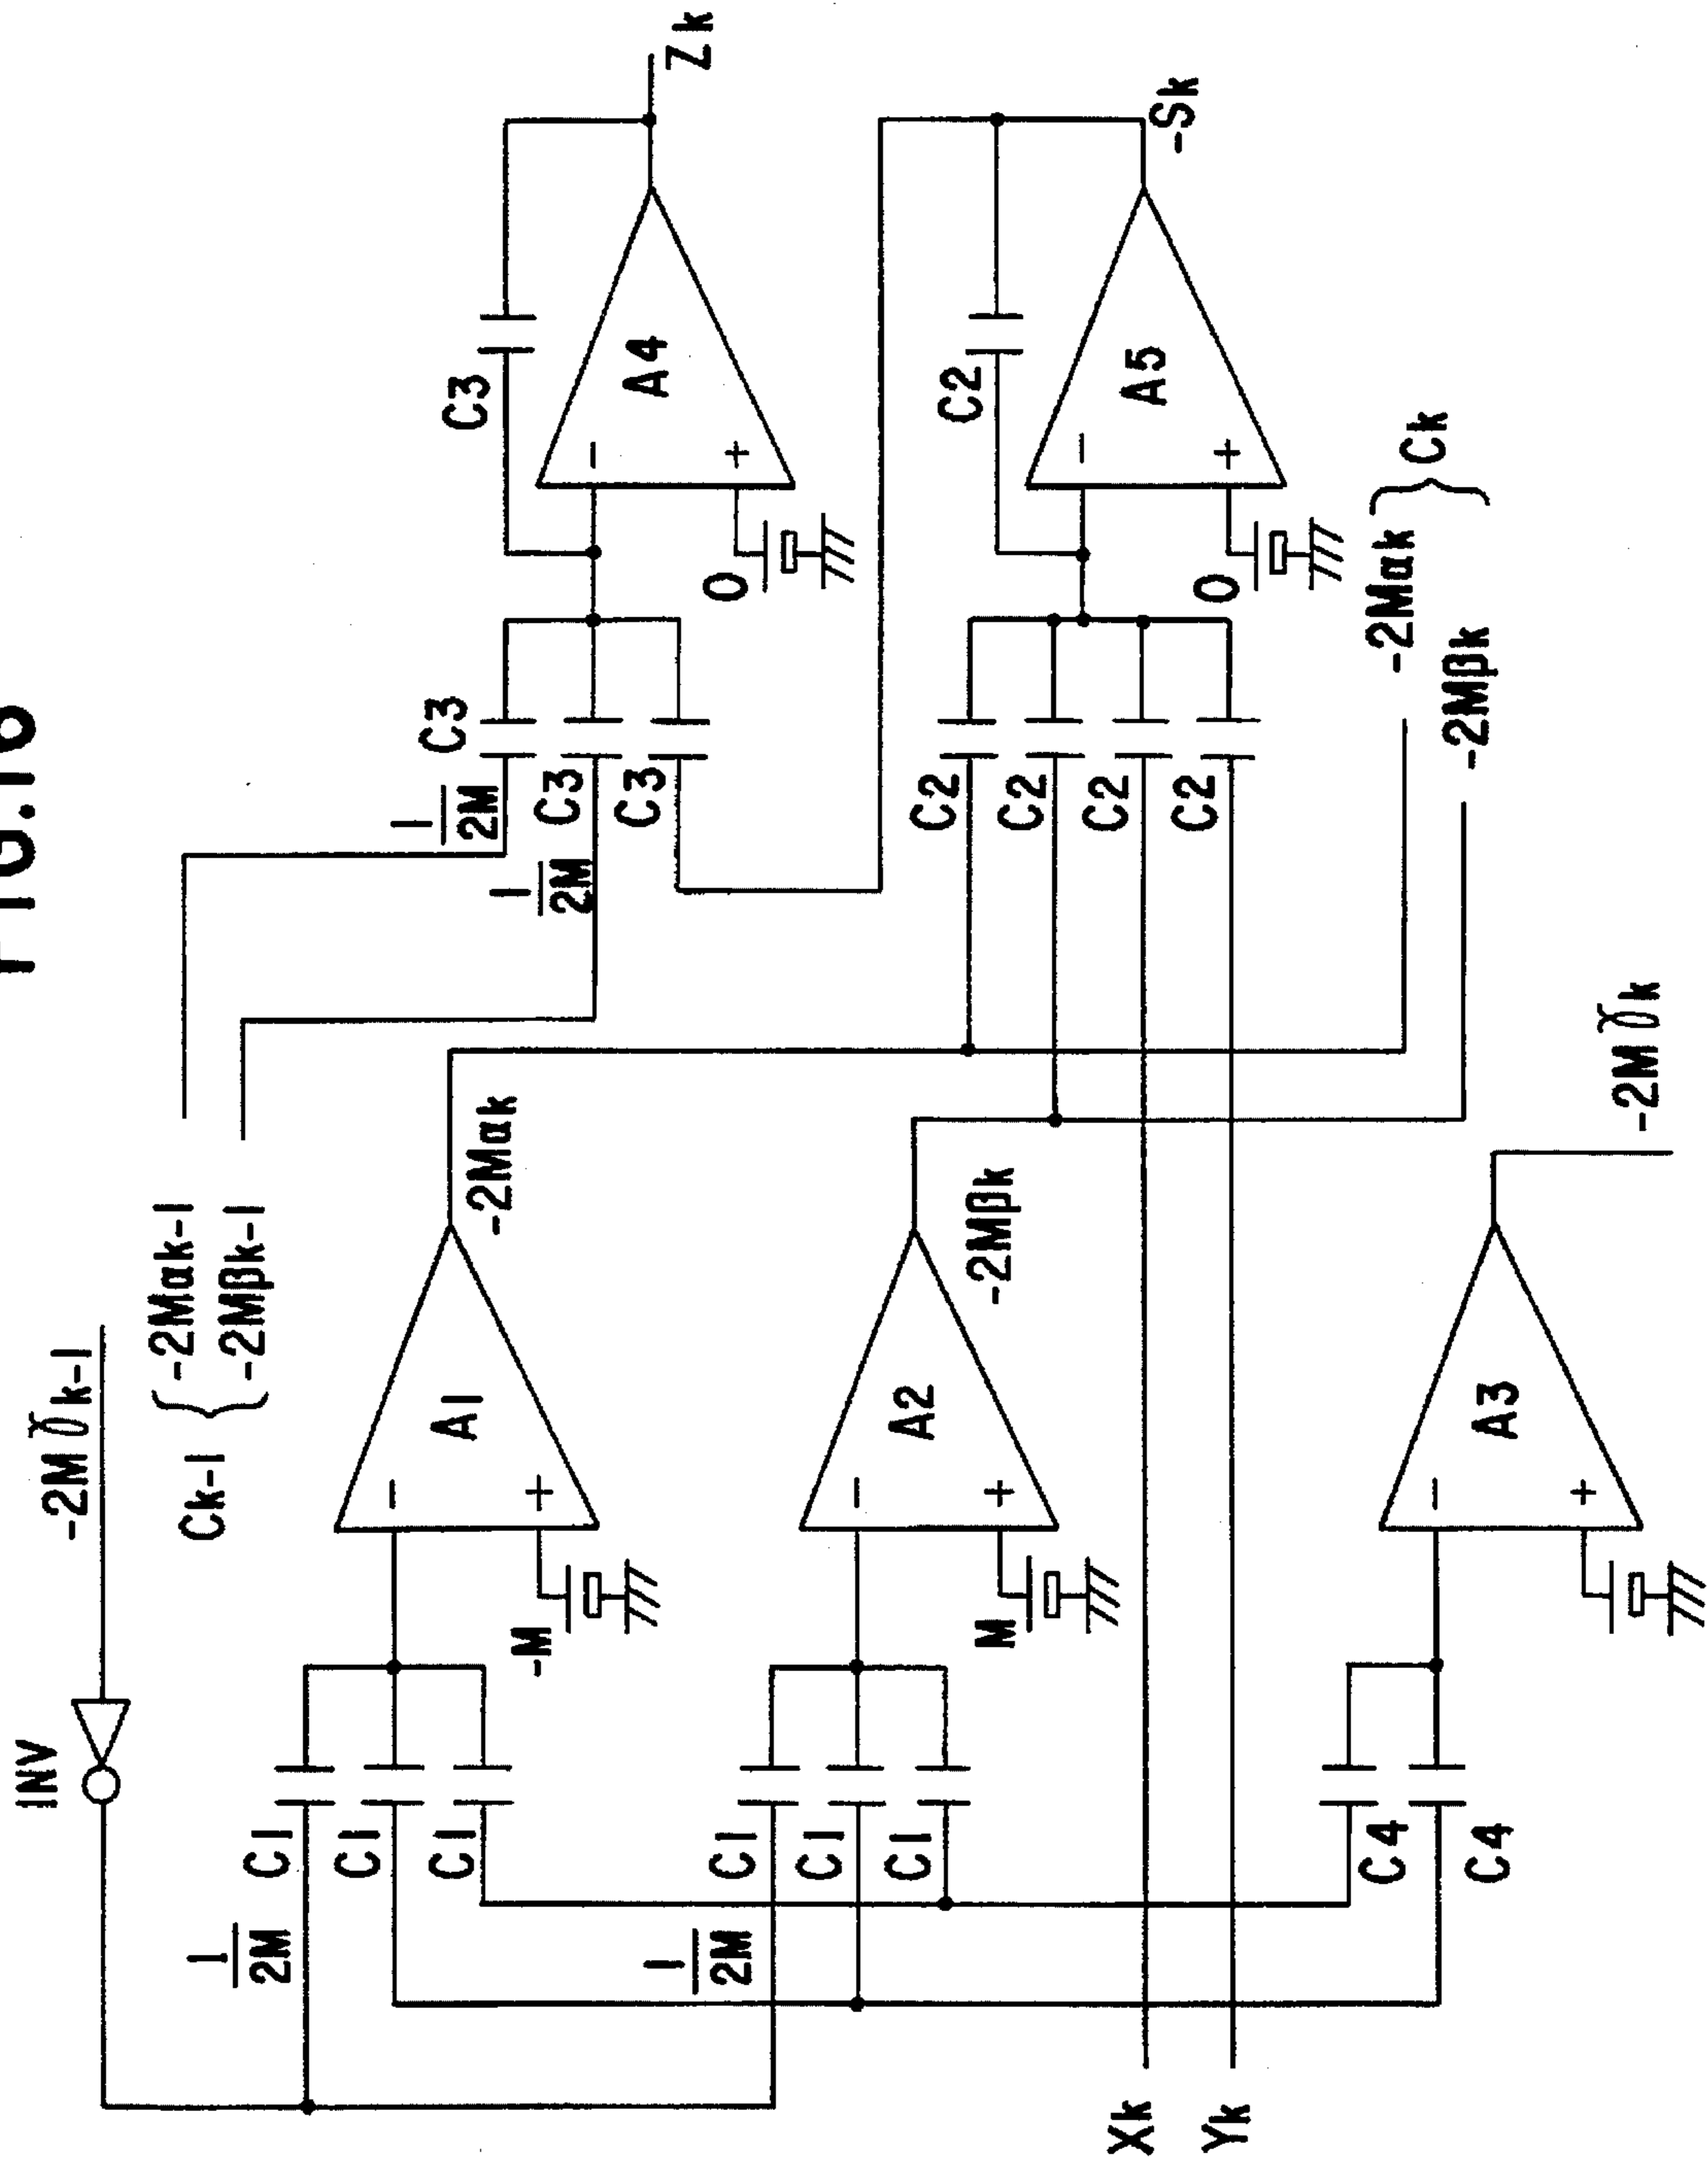 FIG.16
INV
-2Mγk-1
Ck-1
-2Mαk-1
-2Mβk-1
1/2M
C1
C1
C1
-M
A1
-
+
-2Mαk
1/2M
C1
C1
C1
M
A2
-
+
-2Mβk
C4
C4
A3
-
+
-2Mγk
Xk
Yk
1/2M
C3
1/2M
C3
C3
C3
O
A4
-
+
Zk
C2
C2
C2
C2
C2
O
A5
-
+
-Sk
-2Mαk
-2Mβk
Ck